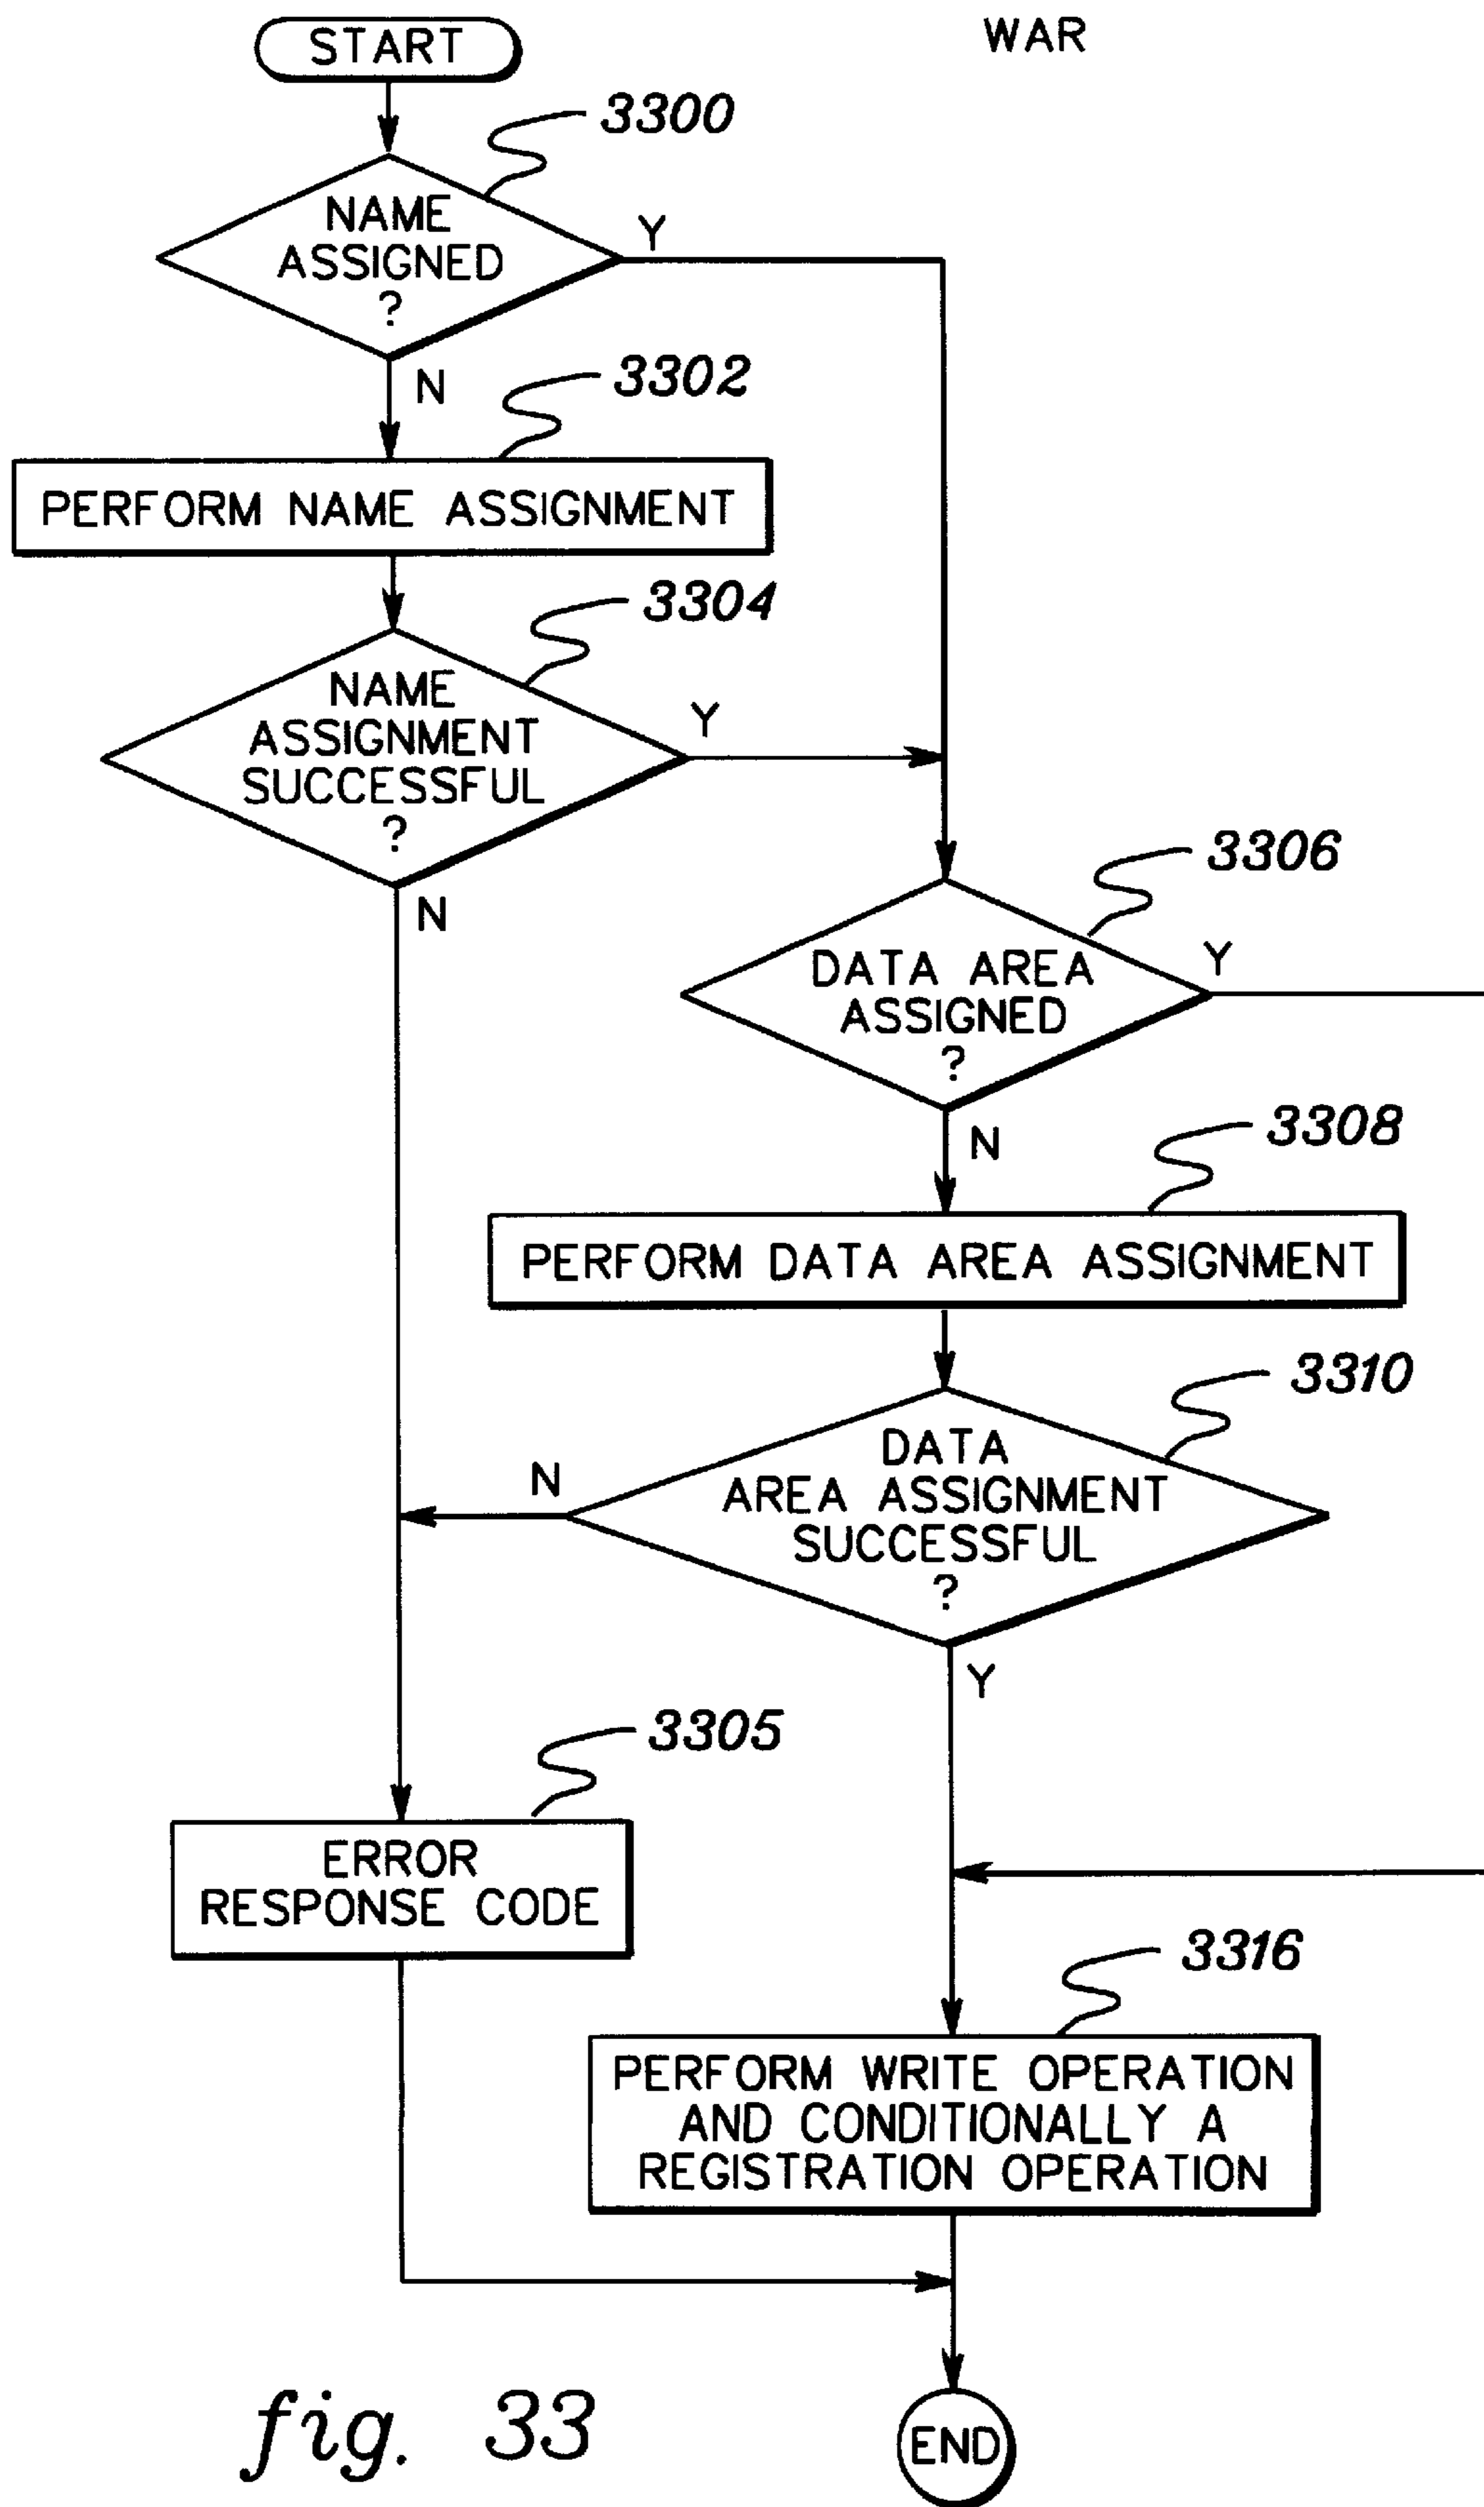 START
WAR
3300
NAME
ASSIGNED
?
Y
N
3302
PERFORM NAME ASSIGNMENT
3304
NAME
ASSIGNMENT
SUCCESSFUL
?
Y
N
3306
DATA AREA
ASSIGNED
?
Y
N
3308
PERFORM DATA AREA ASSIGNMENT
3310
DATA
AREA ASSIGNMENT
SUCCESSFUL
?
N
Y
3305
ERROR
RESPONSE CODE
3316
PERFORM WRITE OPERATION
AND CONDITIONALLY A
REGISTRATION OPERATION
END
fig. 33